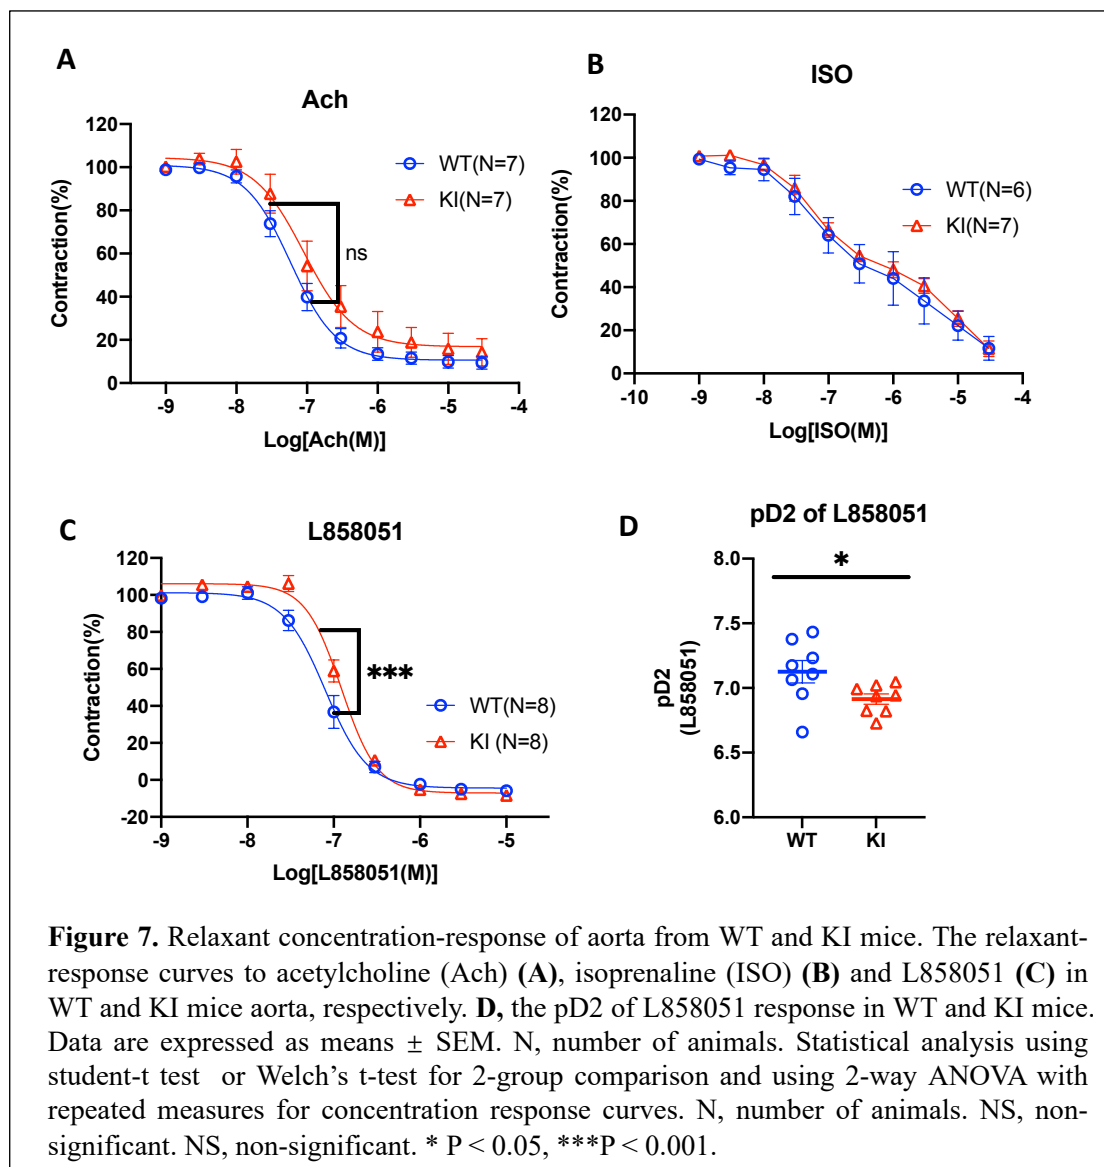 A
Ach
120
100
80
60
40
20
0
Contraction(%)
WT(N=7)
KI(N=7)
ns
-9 -8 -7 -6 -5 -4
Log[Ach(M)]
B
ISO
120
100
80
60
40
20
0
Contraction(%)
WT(N=6)
KI(N=7)
-10 -9 -8 -7 -6 -5 -4
Log[ISO(M)]
C
L858051
120
100
80
60
40
20
0
-20
Contraction(%)
***
WT(N=8)
KI (N=8)
-9 -8 -7 -6 -5
Log[L858051(M)]
D
pD2 of L858051
8.0
7.5
7.0
6.5
6.0
pD2
(L858051)
*
WT KI
Figure 7. Relaxant concentration-response of aorta from WT and KI mice. The relaxant-
response curves to acetylcholine (Ach) (A), isoprenaline (ISO) (B) and L858051 (C) in
WT and KI mice aorta, respectively. D, the pD2 of L858051 response in WT and KI mice.
Data are expressed as means ± SEM. N, number of animals. Statistical analysis using
student-t test or Welch's t-test for 2-group comparison and using 2-way ANOVA with
repeated measures for concentration response curves. N, number of animals. NS, non-
significant. NS, non-significant. * P < 0.05, ***P < 0.001.